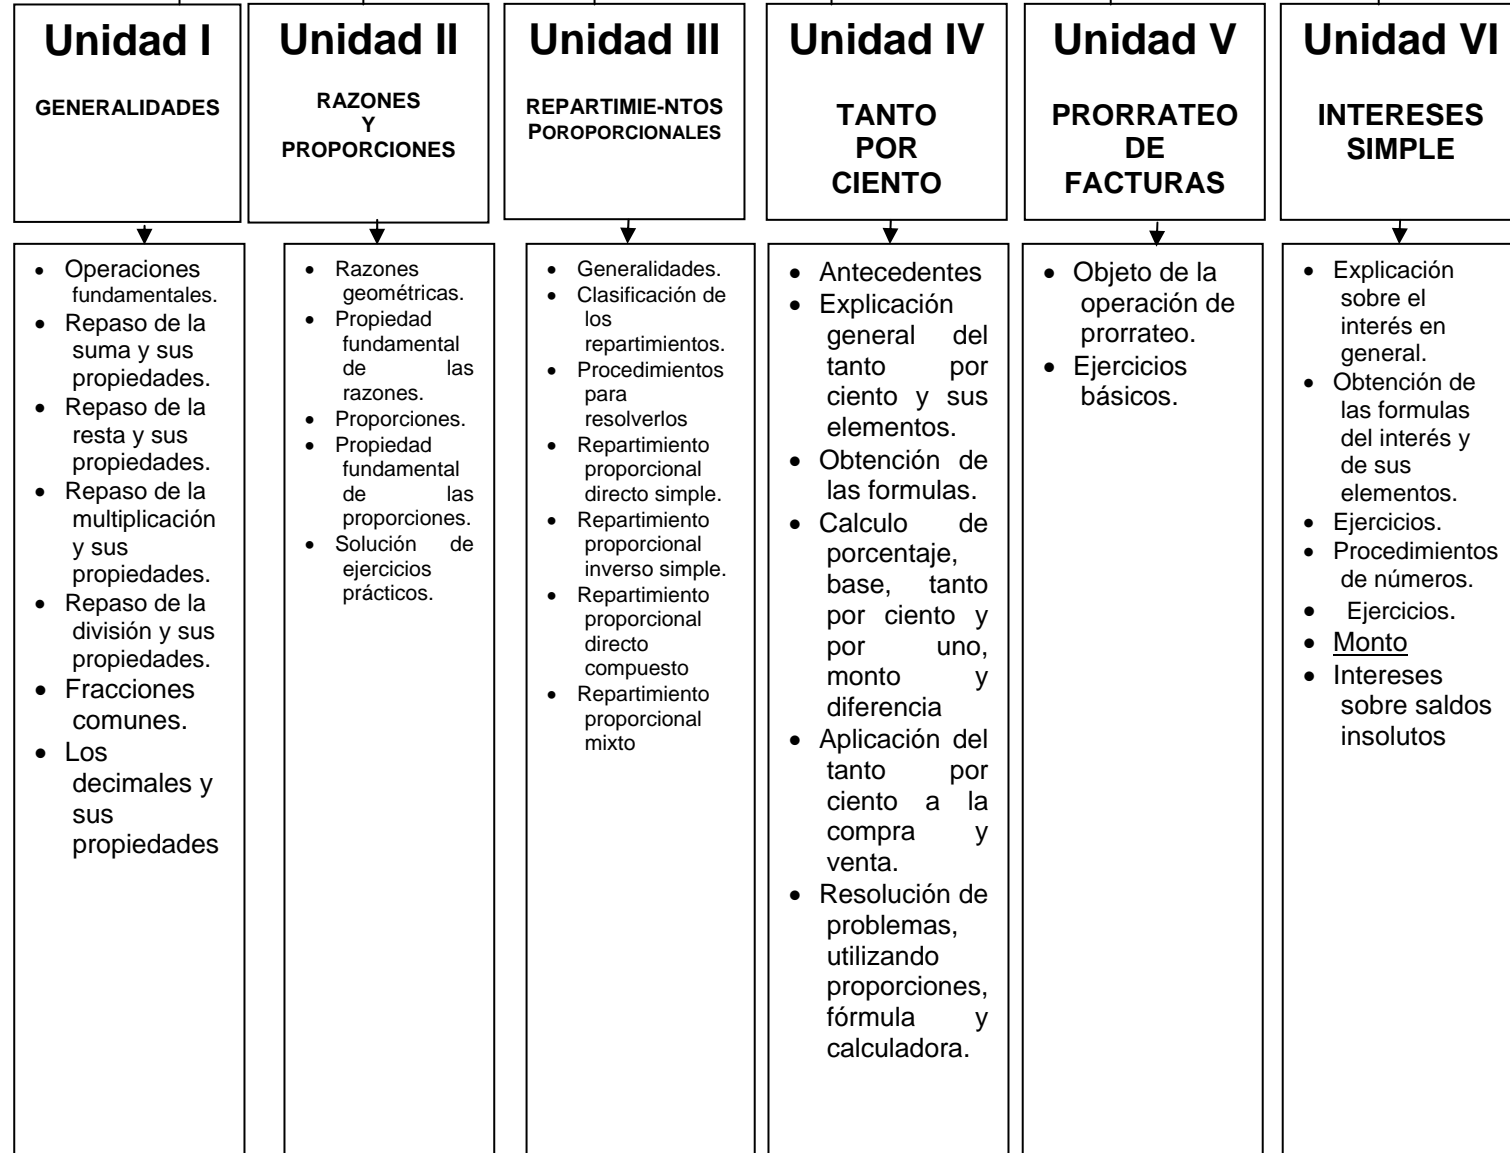 Unidad I
GENERALIDADES
Unidad II
RAZONES
Y
PROPORCIONES
Unidad III
REPARTIMIE-NTOS
POROPORCIONALES
Unidad IV
TANTO
POR
CIENTO
Unidad V
PRORRATEO
DE
FACTURAS
Unidad VI
INTERESES
SIMPLE
• Operaciones
fundamentales.
• Repaso de la
suma y sus
propiedades.
• Repaso de la
resta y sus
propiedades.
• Repaso de la
multiplicación
y sus
propiedades.
• Repaso de la
división y sus
propiedades.
• Fracciones
comunes.
• Los
decimales y
sus
propiedades
• Razones
geométricas.
• Propiedad
fundamental
de las
razones.
• Proporciones.
• Propiedad
fundamental
de las
proporciones.
• Solución de
ejercicios
prácticos.
• Generalidades.
• Clasificación de
los
repartimientos.
• Procedimientos
para
resolverlos
• Repartimiento
proporcional
directo simple.
• Repartimiento
proporcional
inverso simple.
• Repartimiento
proporcional
directo
compuesto
• Repartimiento
proporcional
mixto
• Antecedentes
• Explicación
general del
tanto por
ciento y sus
elementos.
• Obtención de
las formulas.
• Calculo de
porcentaje,
base, tanto
por ciento y
por uno,
monto y
diferencia
• Aplicación del
tanto por
ciento a la
compra y
venta.
• Resolución de
problemas,
utilizando
proporciones,
fórmula y
calculadora.
• Objeto de la
operación de
prorrateo.
• Ejercicios
básicos.
• Explicación
sobre el
interés en
general.
• Obtención de
las formulas
del interés y
de sus
elementos.
• Ejercicios.
• Procedimientos
de números.
• Ejercicios.
• Monto
• Intereses
sobre saldos
insolutos